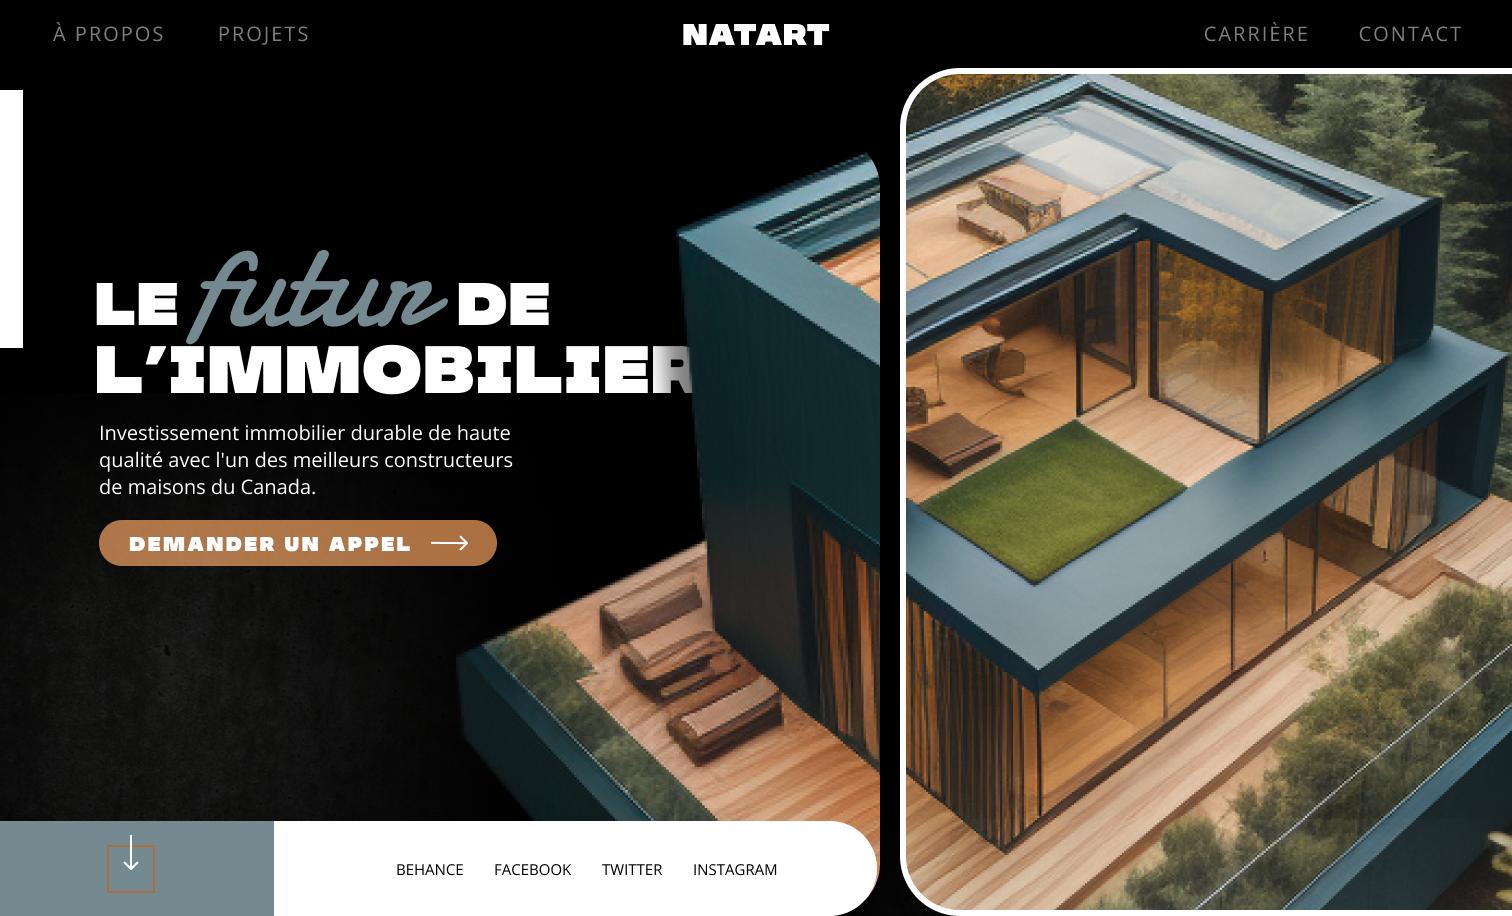 À PROPOS PROJETS NATART CARRIÈRE CONTACT
LE futur DE
L'IMMOBILIER
Investissement immobilier durable de haute
qualité avec l'un des meilleurs constructeurs
de maisons du Canada.
DEMANDER UN APPEL
BEHANCE FACEBOOK TWITTER INSTAGRAM